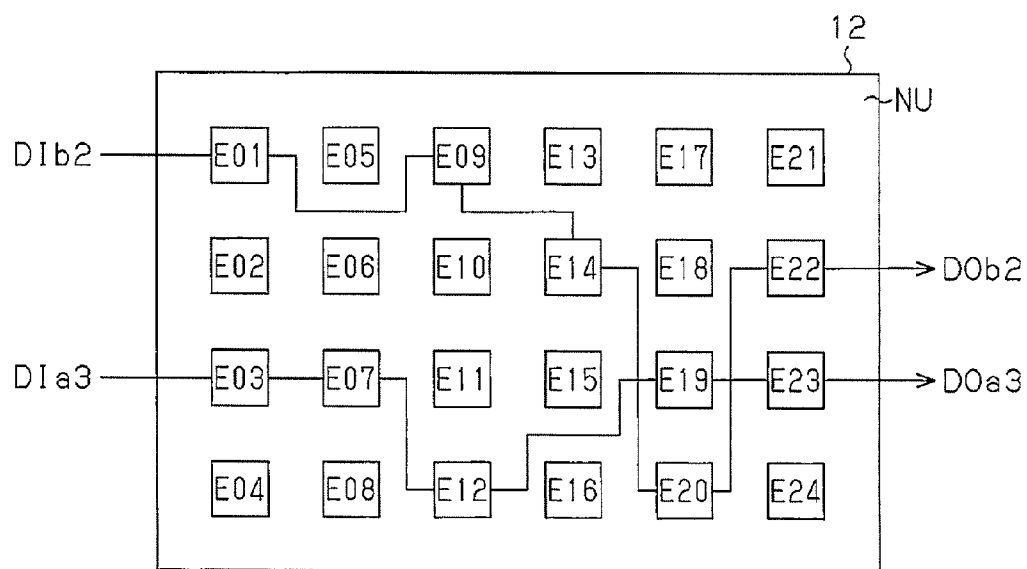 12
NU
DIb2 E01 E05 E09 E13 E17 E21
E02 E06 E10 E14 E18 E22 DOb2
DIa3 E03 E07 E11 E15 E19 E23 DOa3
E04 E08 E12 E16 E20 E24